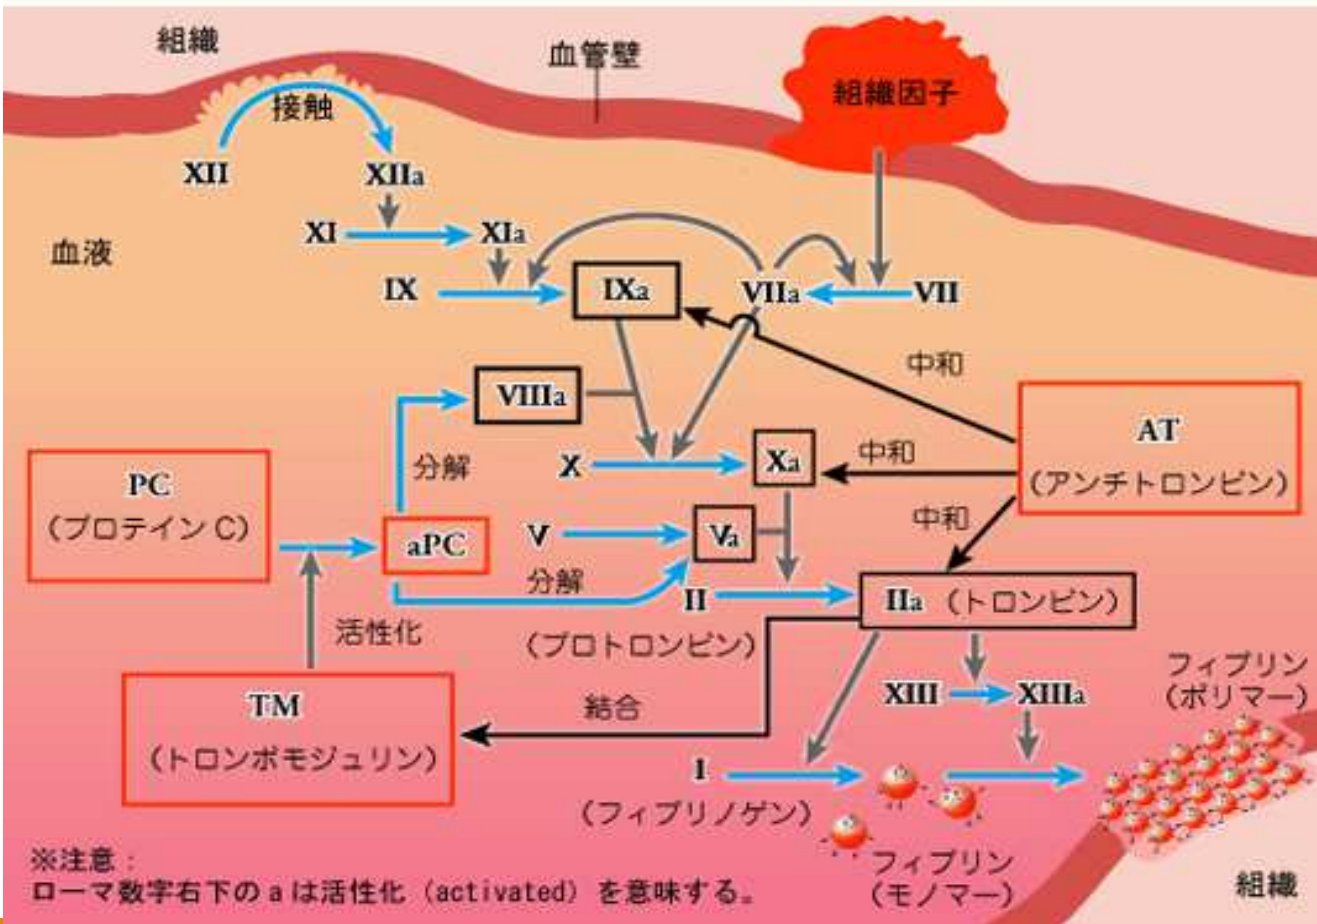 組織
血管壁
組織因子
接触
XII
XIIa
血液
XI
XIa
IX
IXa
VIIa
VII
中和
VIIIa
AT
(アンチトロンビン)
分解
X
Xa
中和
PC
(プロテイン C)
中和
aPC
V
Va
分解
II
(プロトロンビン)
IIa (トロンビン)
活性化
TM
(トロンボモジュリン)
結合
XIII
XIIIa
フィブリン
(ポリマー)
I
(フィブリノゲン)
フィブリン
(モノマー)
※注意:
ローマ数字右下の a は活性化 (activated) を意味する。
組織